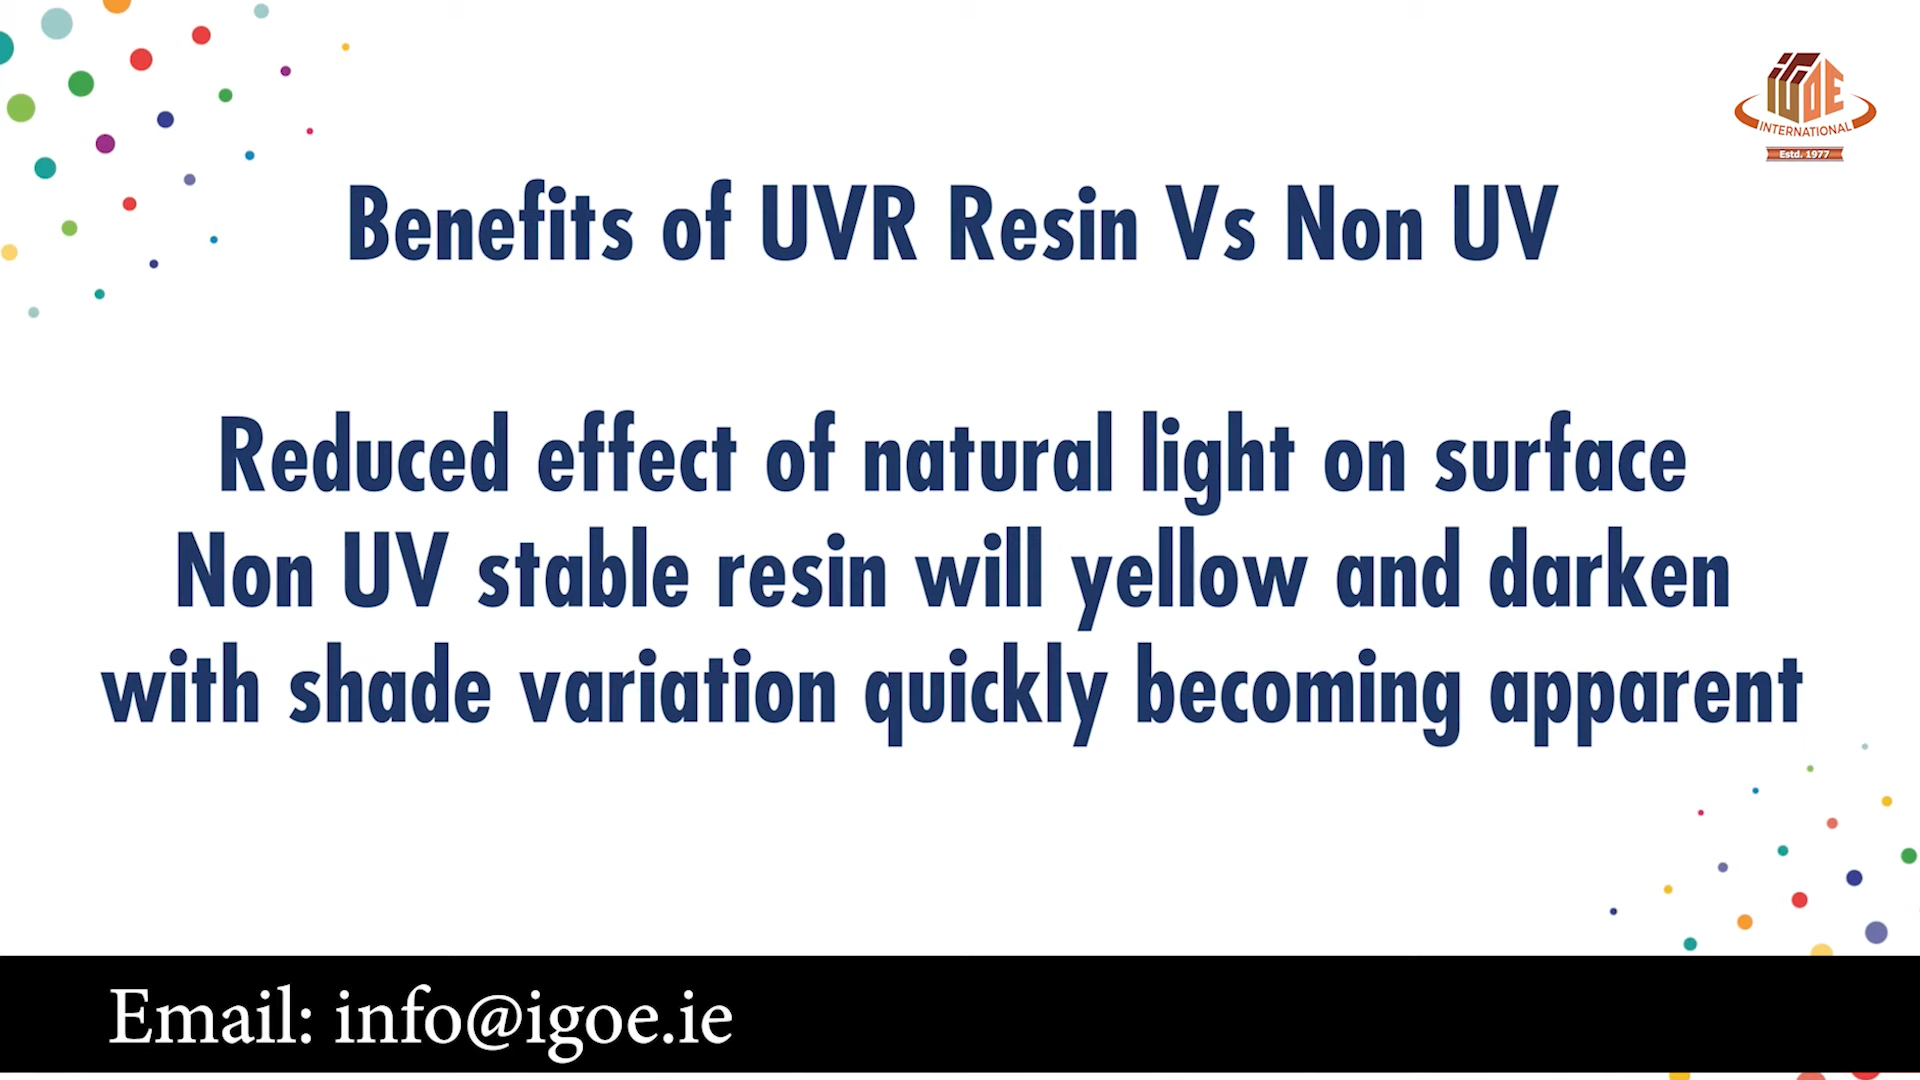 IGOE
INTERNATIONAL
Estd. 1977
Benefits of UVR Resin Vs Non UV
Reduced effect of natural light on surface
Non UV stable resin will yellow and darken
with shade variation quickly becoming apparent
Email: info@igoe.ie